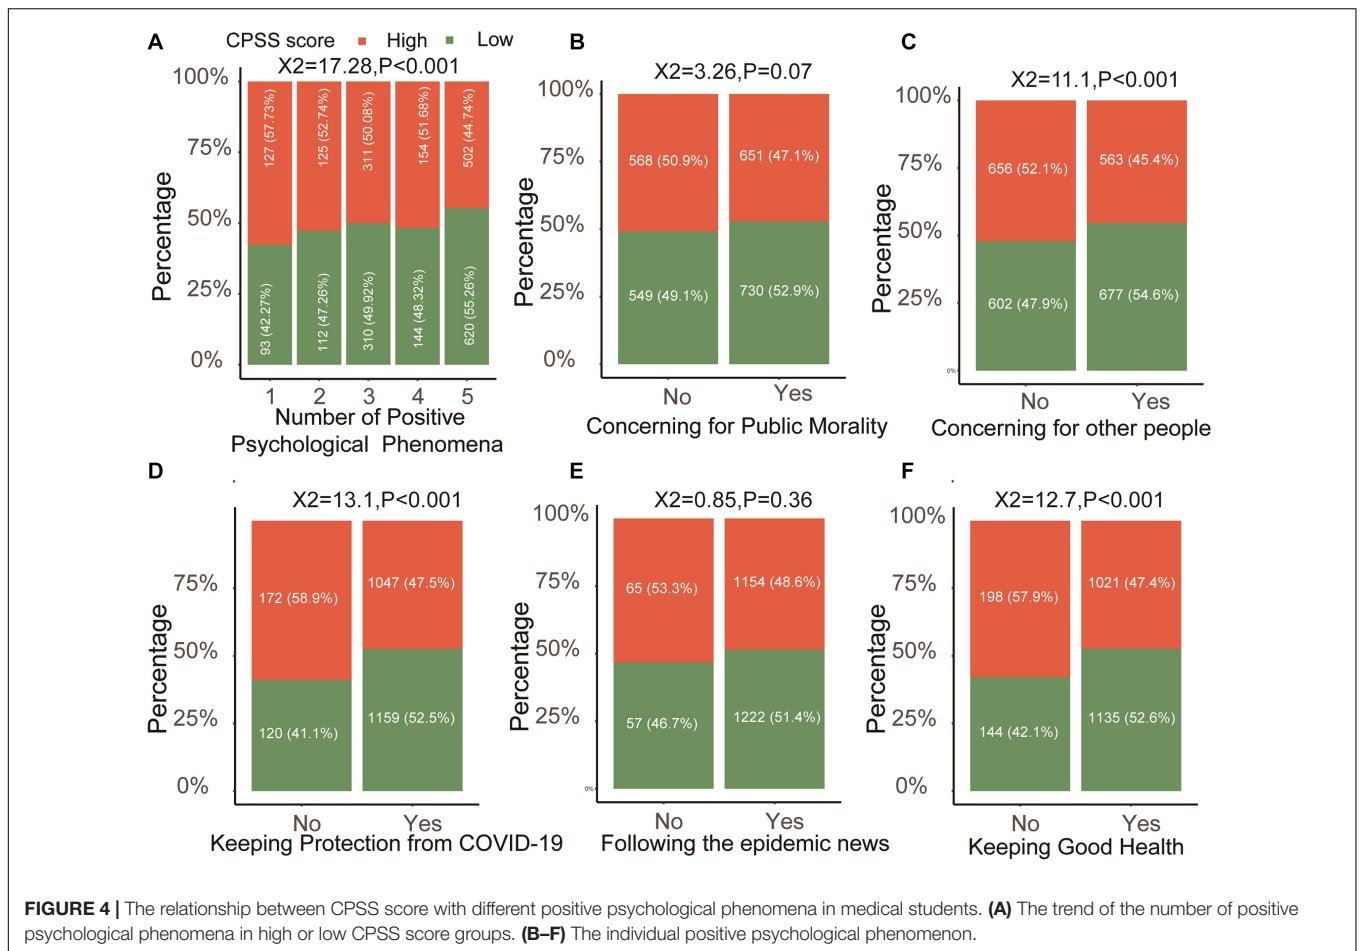 A CPSS score High Low
X2=17.28,P<0.001
100%
75%
50%
25%
0%
Percentage
127 (57.73%)
125 (52.74%)
311 (50.08%)
154 (51.68%)
502 (44.74%)
93 (42.27%)
112 (47.26%)
310 (49.92%)
144 (48.32%)
620 (55.26%)
1 2 3 4 5
Number of Positive
Psychological Phenomena
B
X2=3.26,P=0.07
100%
75%
50%
25%
0%
Percentage
568 (50.9%) 651 (47.1%)
549 (49.1%) 730 (52.9%)
No Yes
Concerning for Public Morality
C
X2=11.1,P<0.001
100%
75%
50%
25%
0%
Percentage
656 (52.1%) 563 (45.4%)
602 (47.9%) 677 (54.6%)
No Yes
Concerning for other people
D
X2=13.1,P<0.001
75%
50%
25%
0%
Percentage
172 (58.9%) 1047 (47.5%)
120 (41.1%) 1159 (52.5%)
No Yes
Keeping Protection from COVID-19
E
X2=0.85,P=0.36
100%
75%
50%
25%
0%
Percentage
65 (53.3%) 1154 (48.6%)
57 (46.7%) 1222 (51.4%)
No Yes
Following the epidemic news
F
X2=12.7,P<0.001
100%
75%
50%
25%
0%
Percentage
198 (57.9%) 1021 (47.4%)
144 (42.1%) 1135 (52.6%)
No Yes
Keeping Good Health
FIGURE 4 | The relationship between CPSS score with different positive psychological phenomena in medical students. (A) The trend of the number of positive
psychological phenomena in high or low CPSS score groups. (B–F) The individual positive psychological phenomenon.